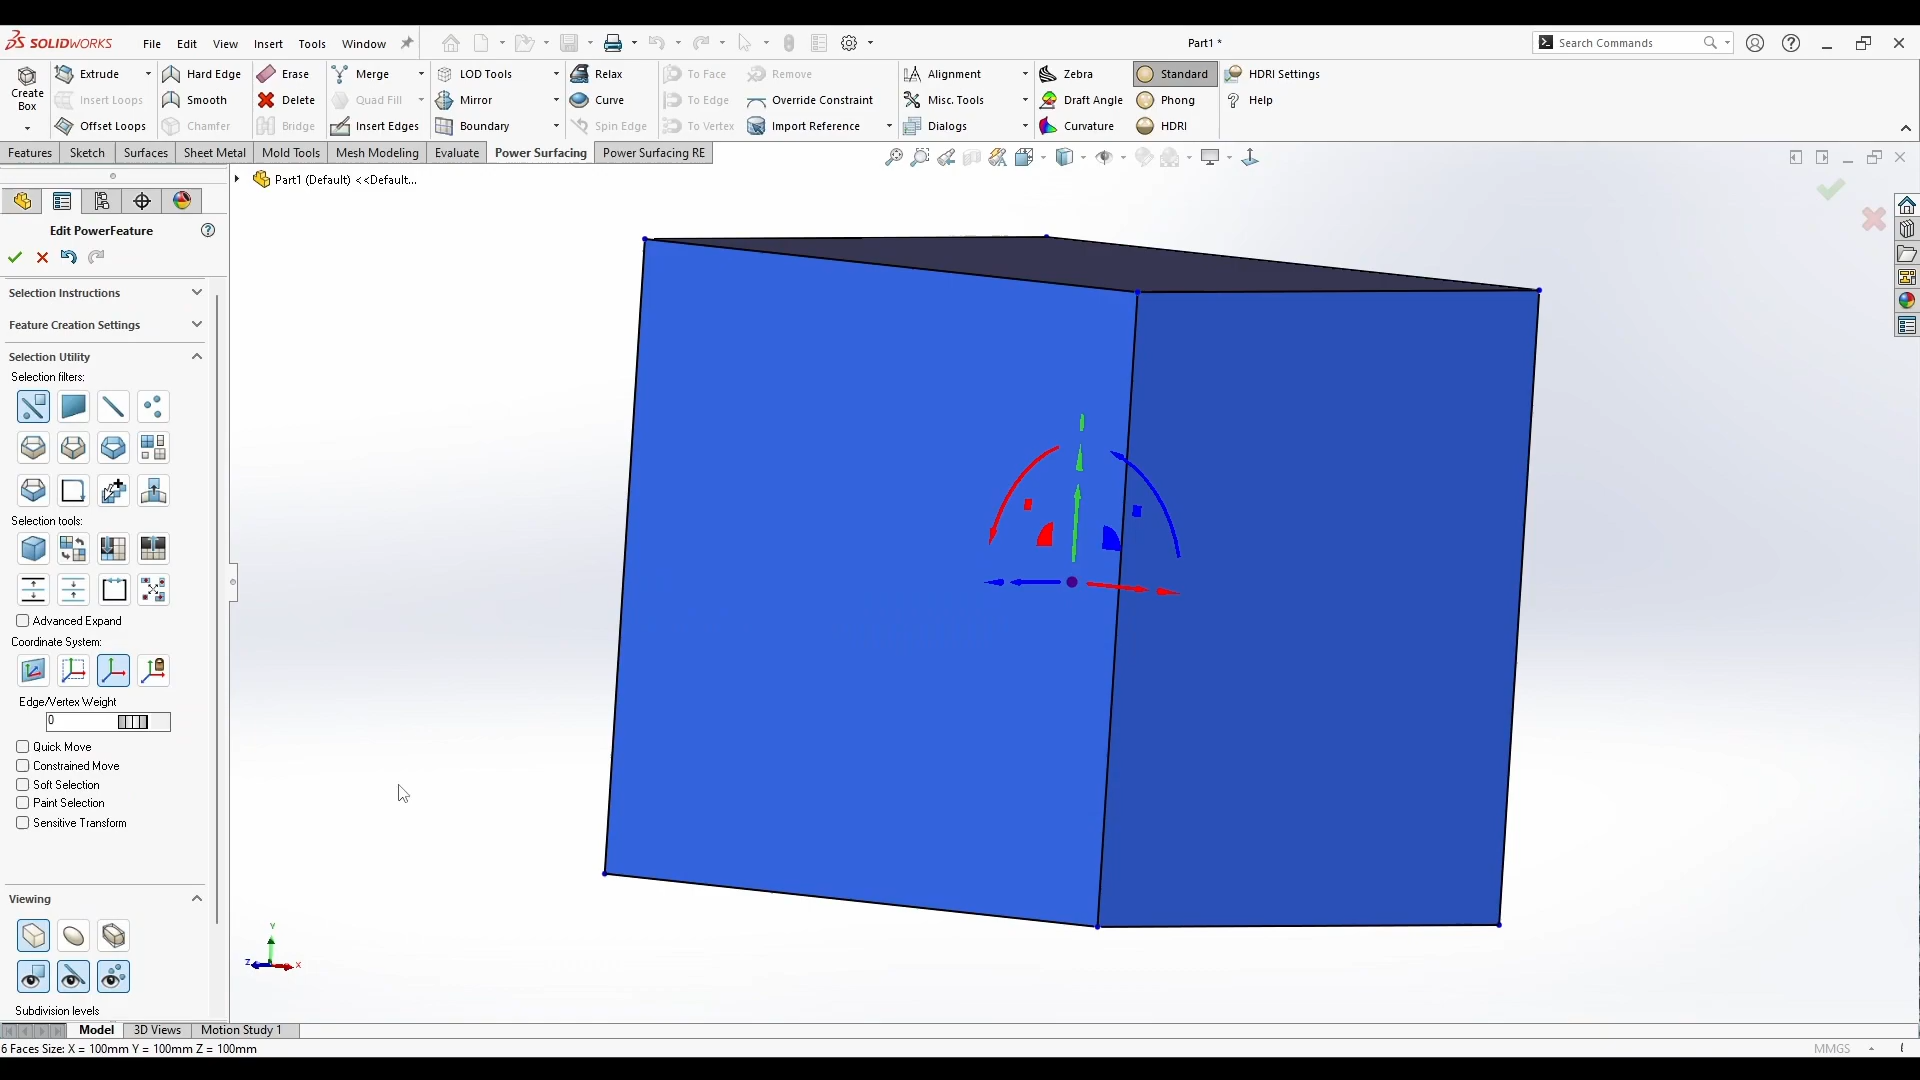 SOLIDWORKS File Edit View Insert Tools Window Part1 * Search Commands
Create Box
Extrude Hard Edge Erase Merge LOD Tools Relax To Face Remove Alignment Zebra Standard HDRI Settings
Insert Loops Smooth Delete Quad Fill Mirror Curve To Edge Override Constraint Misc. Tools Draft Angle Phong Help
Offset Loops Chamfer Bridge Insert Edges Boundary Spin Edge To Vertex Import Reference Dialogs Curvature HDRI
Features Sketch Surfaces Sheet Metal Mold Tools Mesh Modeling Evaluate Power Surfacing Power Surfacing RE
Part1 (Default) <<Default...
Edit PowerFeature
Selection Instructions
Feature Creation Settings
Selection Utility
Selection filters:
Selection tools:
Advanced Expand
Coordinate System:
Edge/Vertex Weight
0
Quick Move
Constrained Move
Soft Selection
Paint Selection
Sensitive Transform
Viewing
Y
Z X
Subdivision levels
Model 3D Views Motion Study 1
6 Faces Size: X = 100mm Y = 100mm Z = 100mm MMGS